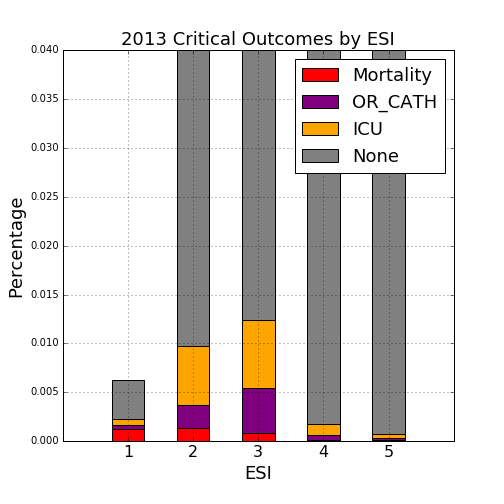 2013 Critical Outcomes by ESI
0.040
0.035
0.030
0.025
0.020
0.015
0.010
0.005
0.000
Percentage
Mortality
OR_CATH
ICU
None
1 2 3 4 5
ESI